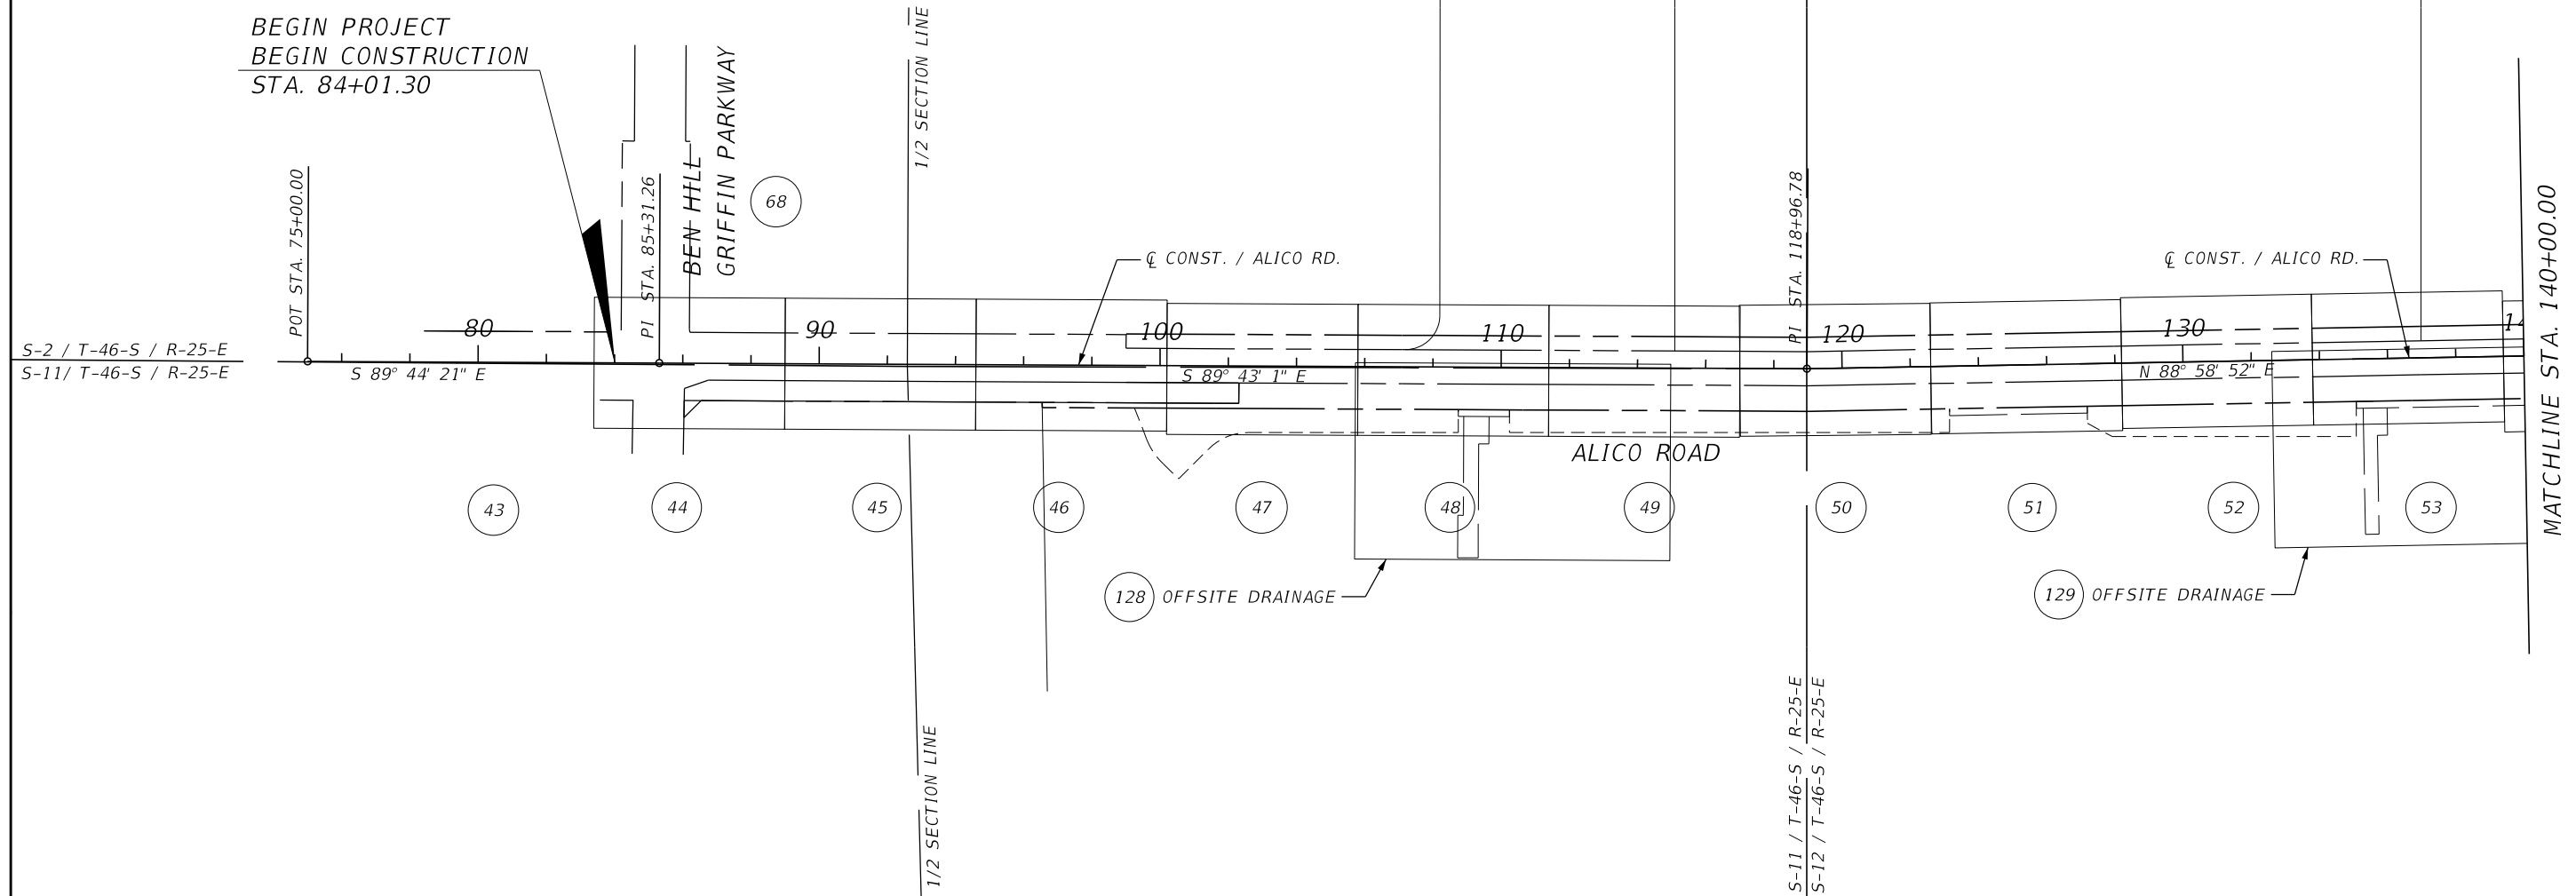 BEGIN PROJECT
BEGIN CONSTRUCTION
STA. 84+01.30
POT STA. 75+00.00
PI STA. 85+31.26
BEN HILL
GRIFFIN PARKWAY
68
1/2 SECTION LINE
℄ CONST. / ALICO RD.
PI STA. 118+96.78
℄ CONST. / ALICO RD.
MATCHLINE STA. 140+00.00
80
90
100
110
120
130
14
S-2 / T-46-S / R-25-E
S-11/ T-46-S / R-25-E
S 89° 44' 21" E
S 89° 43' 1" E
N 88° 58' 52" E
ALICO ROAD
43
44
45
46
47
48
49
50
51
52
53
128 OFFSITE DRAINAGE
129 OFFSITE DRAINAGE
1/2 SECTION LINE
S-11 / T-46-S / R-25-E
S-12 / T-46-S / R-25-E